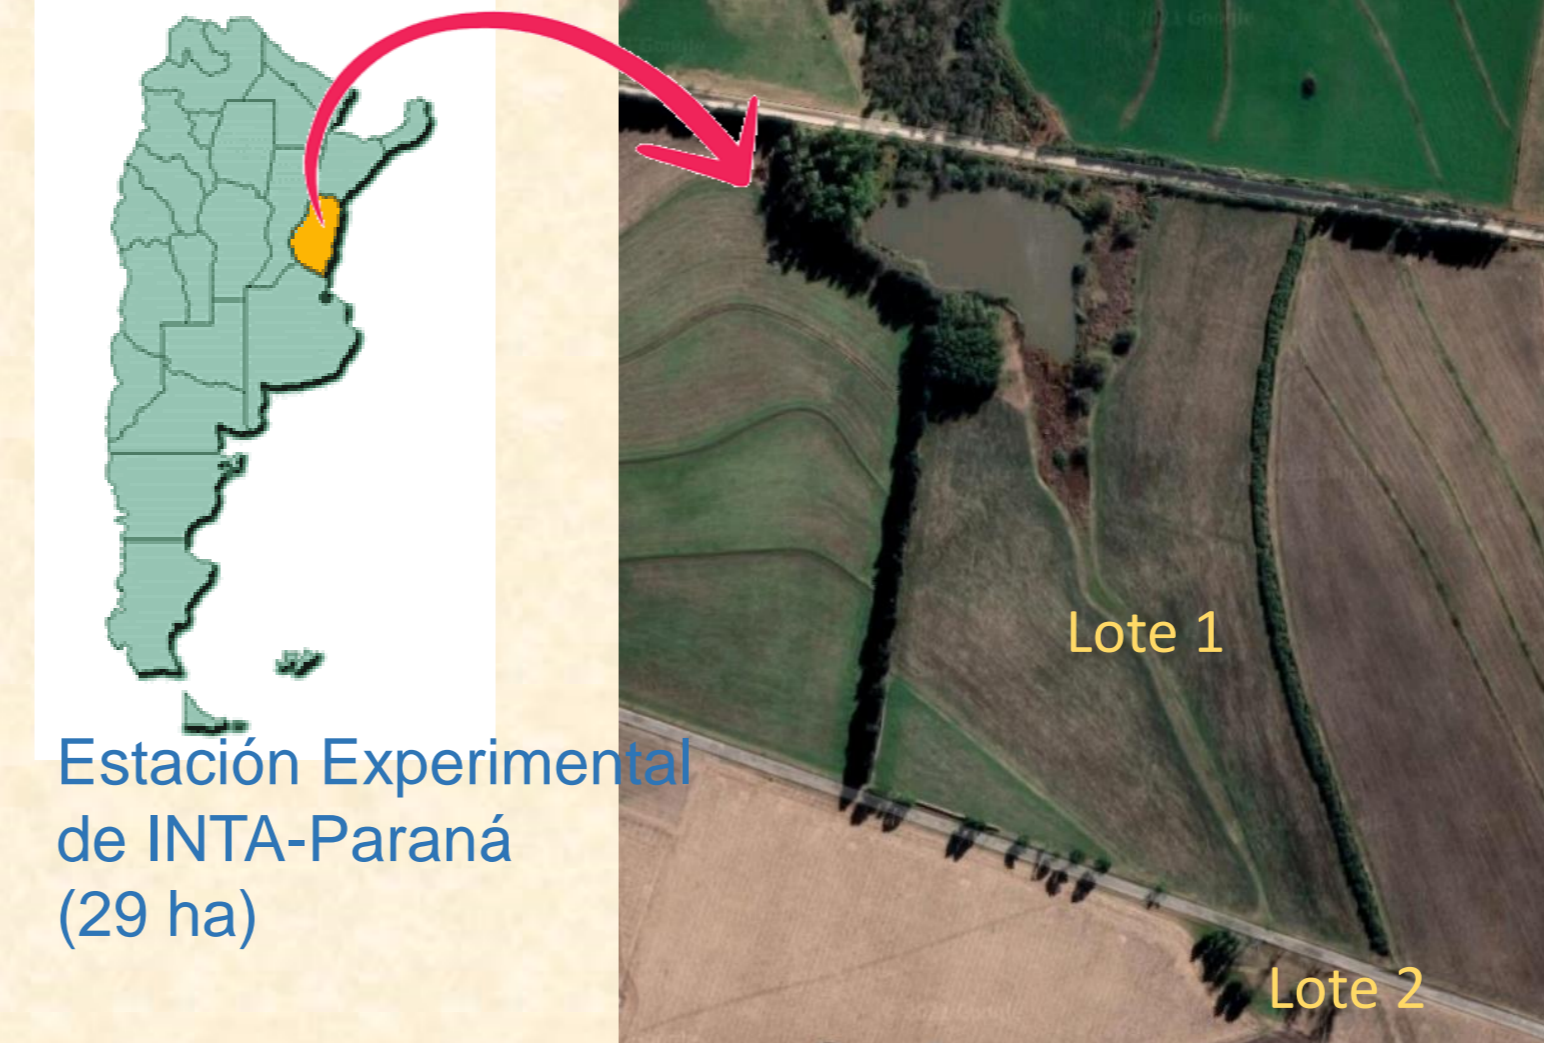 Estación Experimental
de INTA-Paraná
(29 ha)
Lote 1
Lote 2